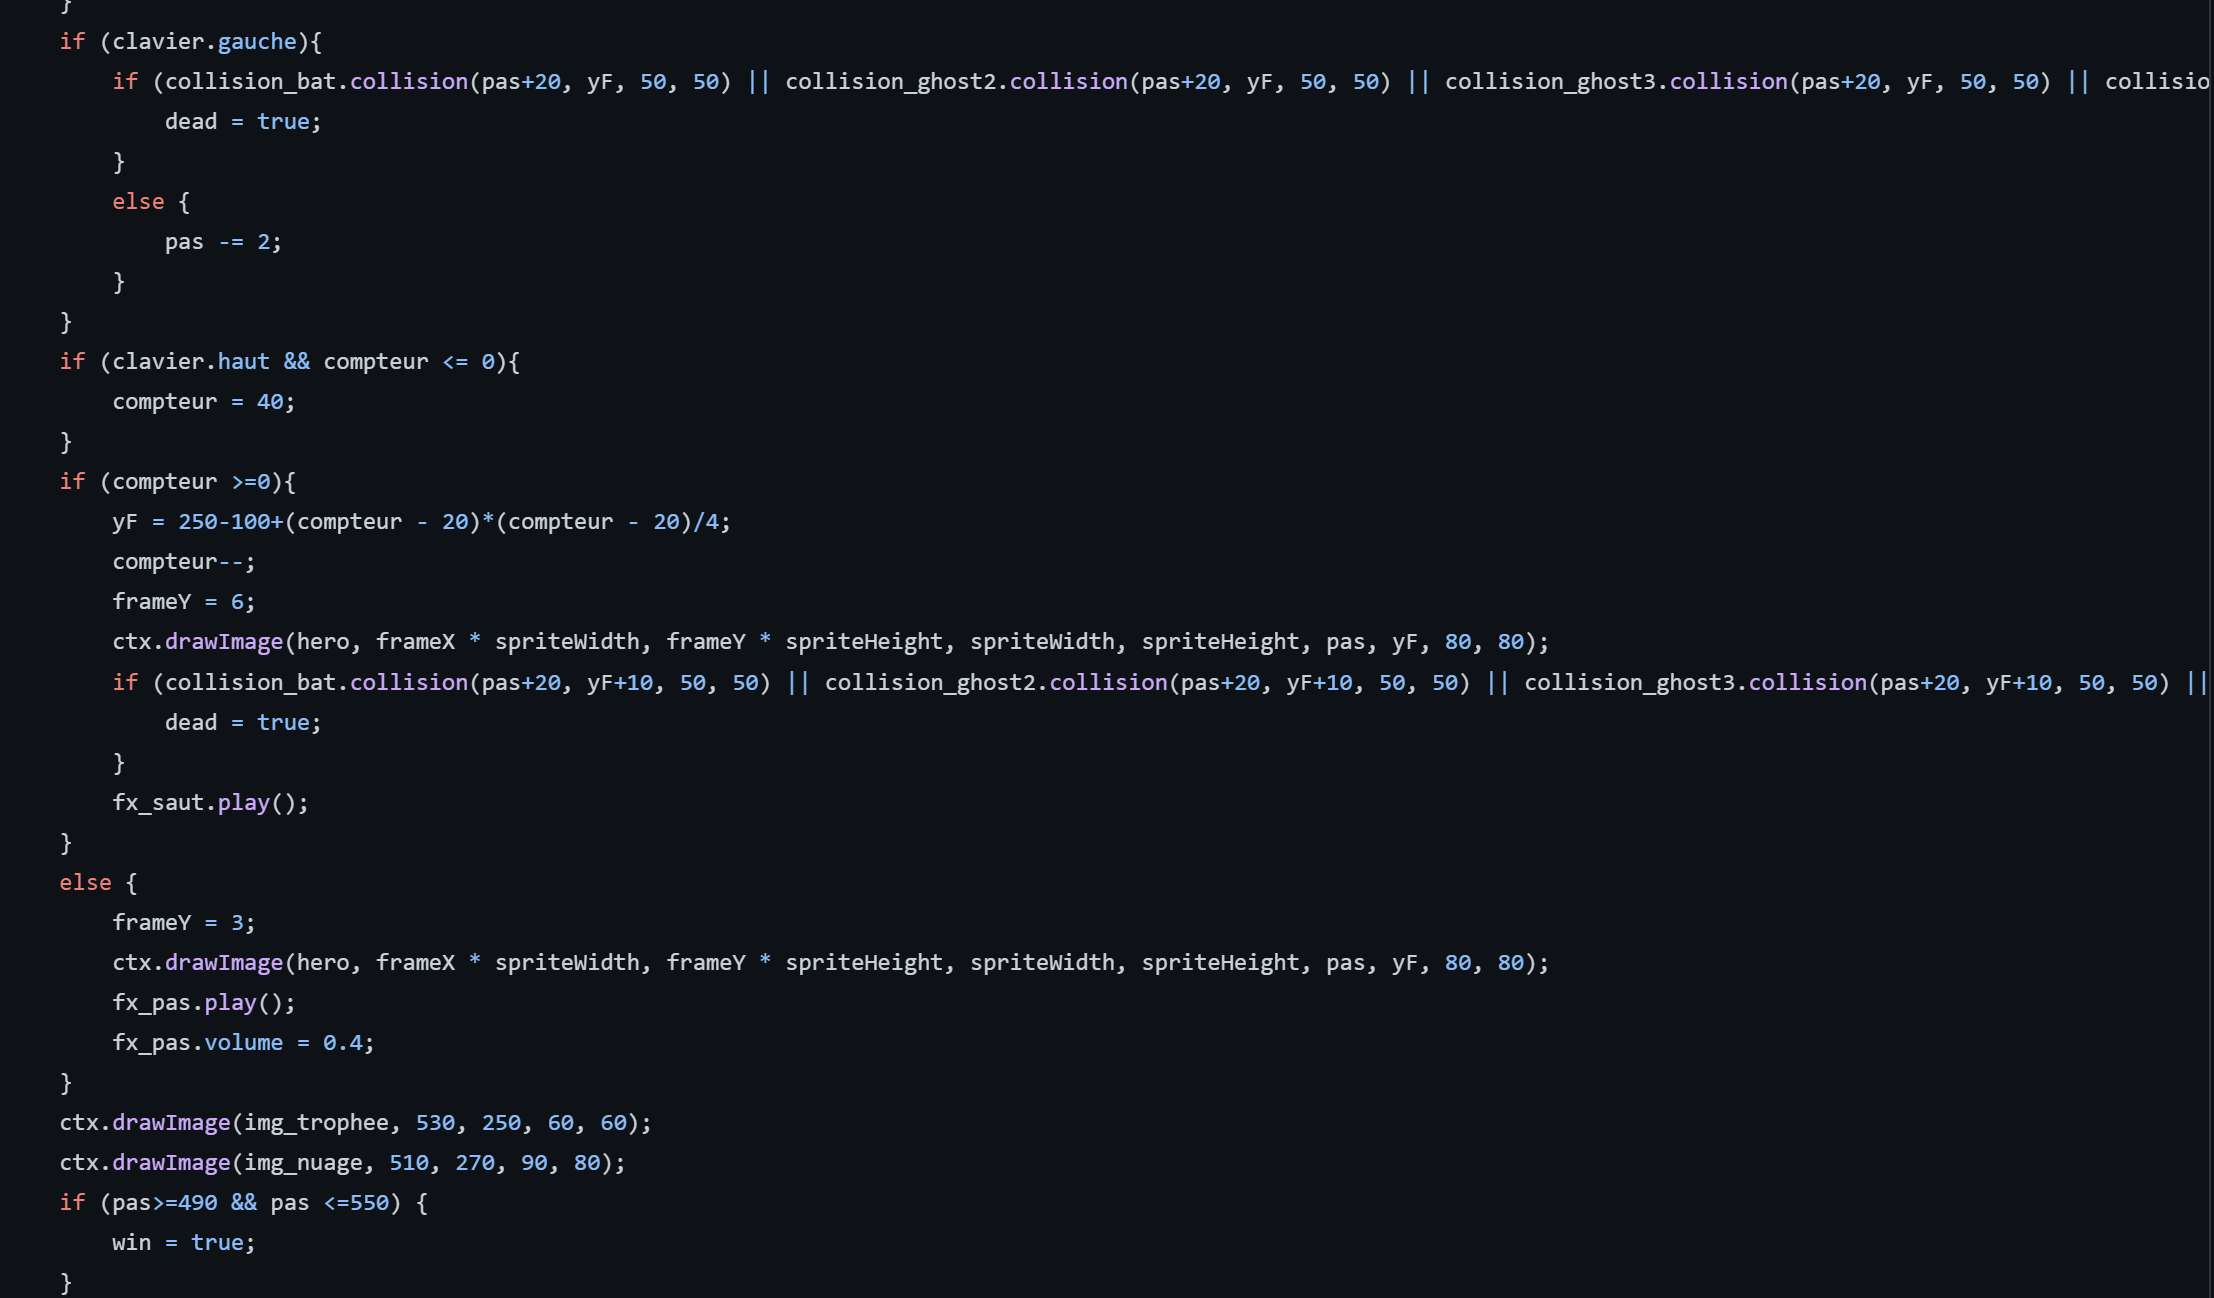 }
if (clavier.gauche){
if (collision_bat.collision(pas+20, yF, 50, 50) || collision_ghost2.collision(pas+20, yF, 50, 50) || collision_ghost3.collision(pas+20, yF, 50, 50) || collisio
dead = true;
}
else {
pas -= 2;
}
}
if (clavier.haut && compteur <= 0){
compteur = 40;
}
if (compteur >=0){
yF = 250-100+(compteur - 20)*(compteur - 20)/4;
compteur--;
frameY = 6;
ctx.drawImage(hero, frameX * spriteWidth, frameY * spriteHeight, spriteWidth, spriteHeight, pas, yF, 80, 80);
if (collision_bat.collision(pas+20, yF+10, 50, 50) || collision_ghost2.collision(pas+20, yF+10, 50, 50) || collision_ghost3.collision(pas+20, yF+10, 50, 50) ||
dead = true;
}
fx_saut.play();
}
else {
frameY = 3;
ctx.drawImage(hero, frameX * spriteWidth, frameY * spriteHeight, spriteWidth, spriteHeight, pas, yF, 80, 80);
fx_pas.play();
fx_pas.volume = 0.4;
}
ctx.drawImage(img_trophee, 530, 250, 60, 60);
ctx.drawImage(img_nuage, 510, 270, 90, 80);
if (pas>=490 && pas <=550) {
win = true;
}